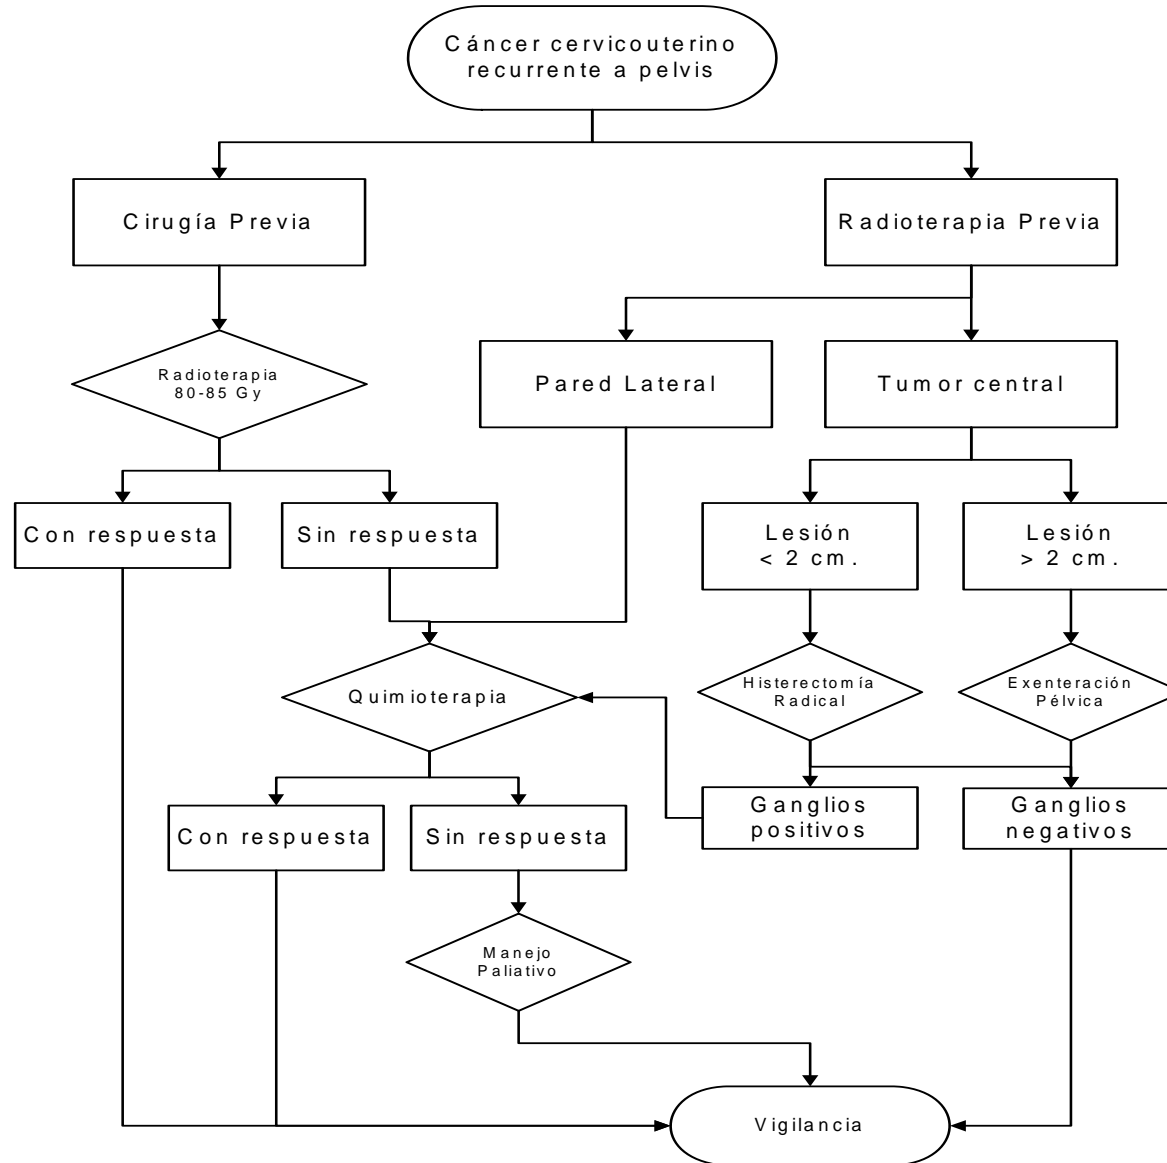 Cáncer cervicouterino
recurrente a pelvis
Cirugía Previa
Radioterapia Previa
Radioterapia
80-85 Gy
Pared Lateral
Tumor central
Con respuesta
Sin respuesta
Lesión
< 2 cm.
Lesión
> 2 cm.
Quimioterapia
Histerectomía
Radical
Exenteración
Pélvica
Con respuesta
Sin respuesta
Ganglios
positivos
Ganglios
negativos
Manejo
Paliativo
Vigilancia